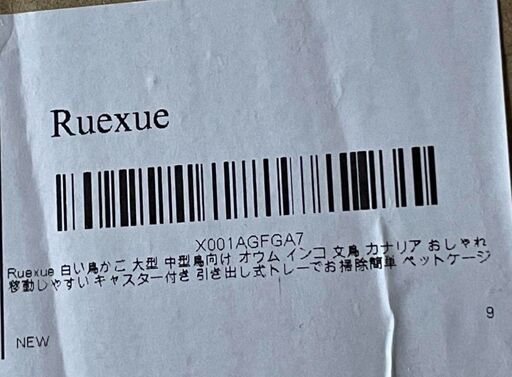 Ruexue
X001AGFGA7
Ruexue 白い鳥かご 大型 中型鳥向け オウム インコ 文鳥 カナリア おしゃれ
移動しやすい キャスター付き 引き出し式トレーでお掃除簡単 ペットケージ
9
NEW